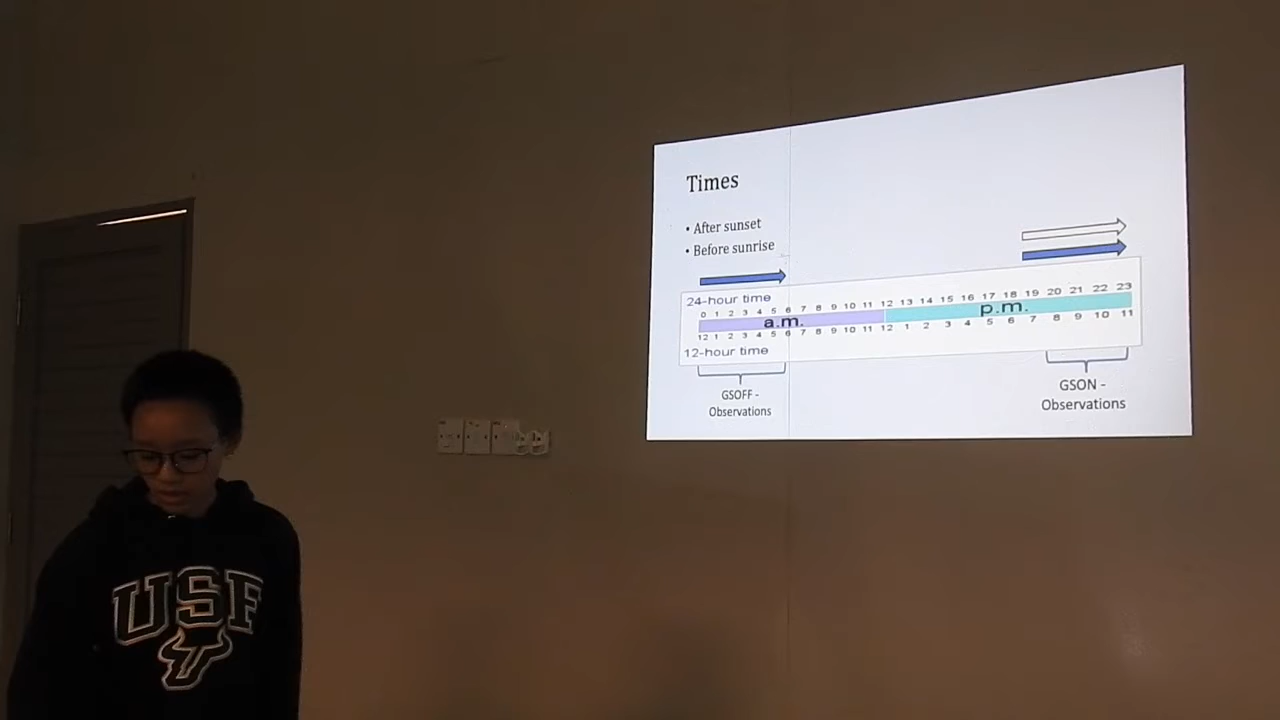 Times
• After sunset
• Before sunrise
24-hour time
0 1 2 3 4 5 6 7 8 9 10 11 12 13 14 15 16 17 18 19 20 21 22 23
a.m. p.m.
12 1 2 3 4 5 6 7 8 9 10 11 12 1 2 3 4 5 6 7 8 9 10 11
12-hour time
GSOFF -
Observations
GSON -
Observations
USF